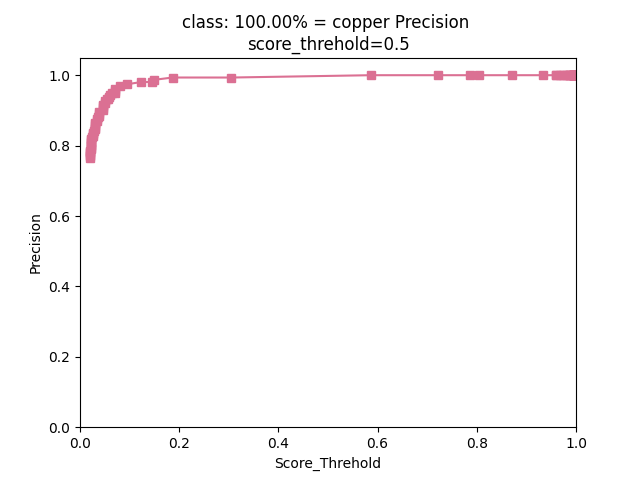 class: 100.00% = copper Precision
score_threhold=0.5
1.0
0.8
0.6
0.4
0.2
0.0
Precision
0.0 0.2 0.4 0.6 0.8 1.0
Score_Threhold